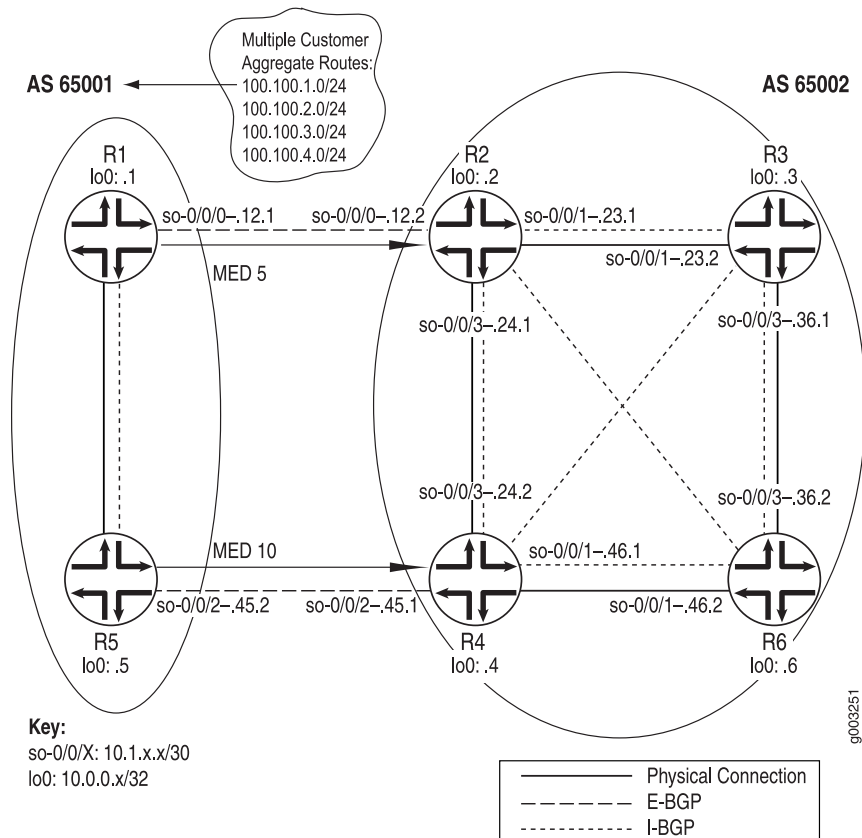 Multiple Customer
Aggregate Routes:
100.100.1.0/24
100.100.2.0/24
100.100.3.0/24
100.100.4.0/24
AS 65001
AS 65002
R1
lo0: .1
R2
lo0: .2
R3
lo0: .3
so-0/0/0–.12.1
so-0/0/0–.12.2
so-0/0/1–.23.1
MED 5
so-0/0/1–.23.2
so-0/0/3–.24.1
so-0/0/3–.36.1
so-0/0/3–.24.2
so-0/0/3–.36.2
MED 10
so-0/0/1–.46.1
so-0/0/2–.45.2
so-0/0/2–.45.1
so-0/0/1–.46.2
R5
lo0: .5
R4
lo0: .4
R6
lo0: .6
Key:
so-0/0/X: 10.1.x.x/30
lo0: 10.0.0.x/32
Physical Connection
E-BGP
I-BGP
g003251